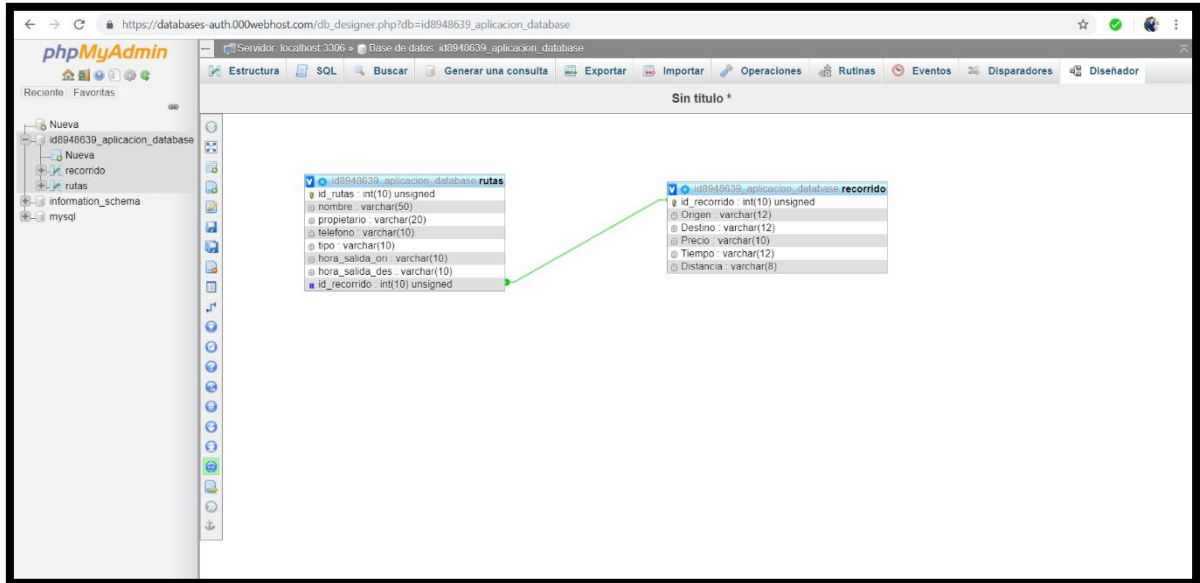 https://databases-auth.000webhost.com/db_designer.php?db=id8948639_aplicacion_database
phpMyAdmin
Reciente Favoritas
Nueva
id8948639_aplicacion_database
Nueva
recorrido
rutas
information_schema
mysql
Servidor: localhost:3306 » Base de datos: id8948639_aplicacion_database
Estructura SQL Buscar Generar una consulta Exportar Importar Operaciones Rutinas Eventos Disparadores Diseñador
Sin título *
id8948639_aplicacion_database rutas
id_rutas : int(10) unsigned
nombre : varchar(50)
propietario : varchar(20)
telefono : varchar(10)
tipo : varchar(10)
hora_salida_ori : varchar(10)
hora_salida_des : varchar(10)
id_recorrido : int(10) unsigned
id8948639_aplicacion_database recorrido
id_recorrido : int(10) unsigned
Origen : varchar(12)
Destino : varchar(12)
Precio : varchar(10)
Tiempo : varchar(12)
Distancia : varchar(8)